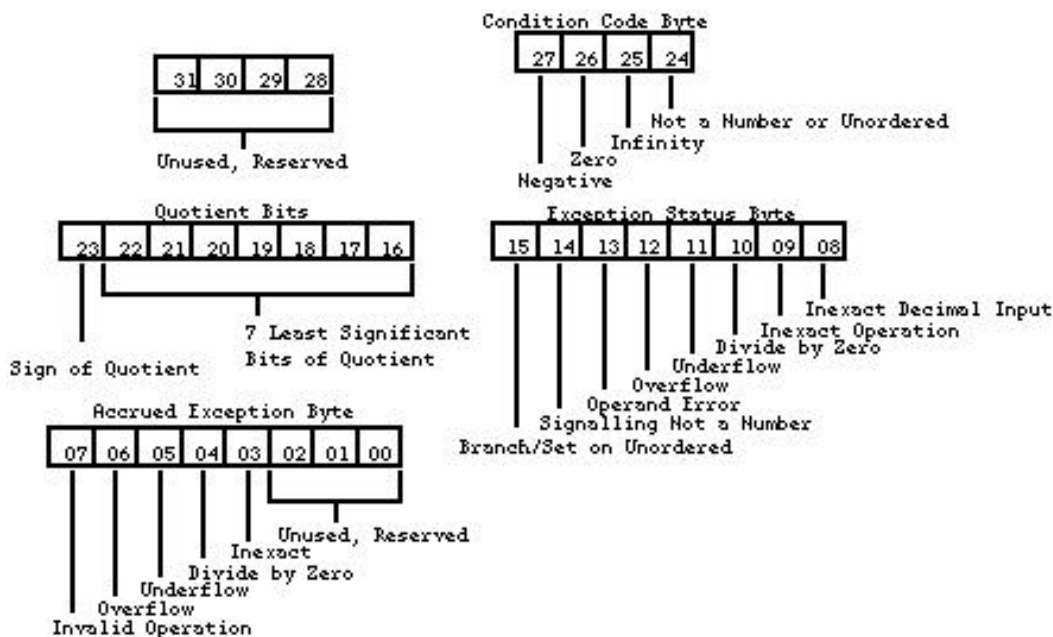 Condition Code Byte
31 30 29 28
27 26 25 24
Not a Number or Unordered
Infinity
Zero
Negative
Unused, Reserved
Quotient Bits
23 22 21 20 19 18 17 16
7 Least Significant
Bits of Quotient
Sign of Quotient
Exception Status Byte
15 14 13 12 11 10 09 08
Inexact Decimal Input
Inexact Operation
Divide by Zero
Underflow
Overflow
Operand Error
Signalling Not a Number
Branch/Set on Unordered
Accrued Exception Byte
07 06 05 04 03 02 01 00
Unused, Reserved
Inexact
Divide by Zero
Underflow
Overflow
Invalid Operation